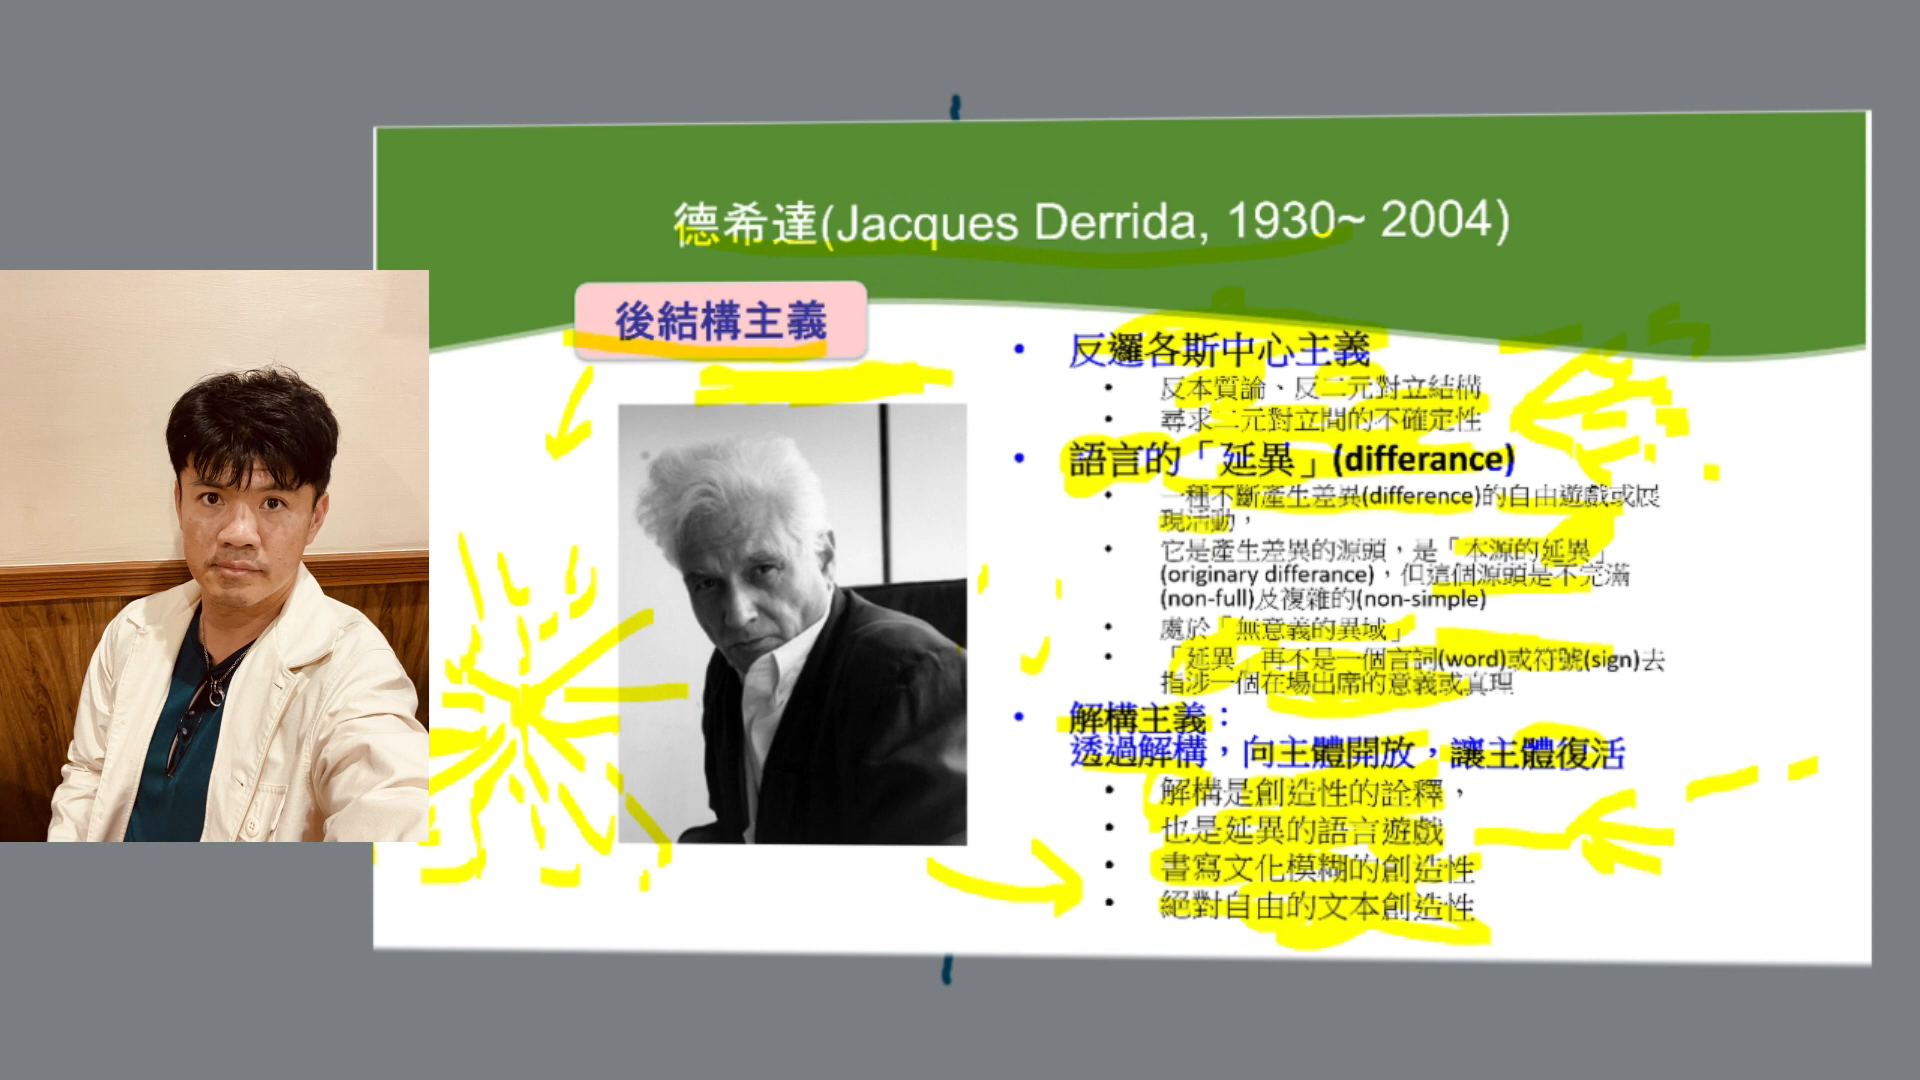 德希達(Jacques Derrida, 1930~ 2004)
後結構主義
• 反邏各斯中心主義
• 反本質論、反二元對立結構
• 尋求二元對立間的不確定性
• 語言的「延異」(differance)
• 一種不斷產生差異(difference)的自由遊戲或展
現活動，
• 它是產生差異的源頭，是「本源的延異」
(originary differance)，但這個源頭是不完滿
(non-full)及複雜的(non-simple)
• 處於「無意義的異域」
• 「延異」再不是一個言詞(word)或符號(sign)去
指涉一個在場出席的意義或真理
• 解構主義：
透過解構，向主體開放，讓主體復活
• 解構是創造性的詮釋，
• 也是延異的語言遊戲
• 書寫文化模糊的創造性
• 絕對自由的文本創造性